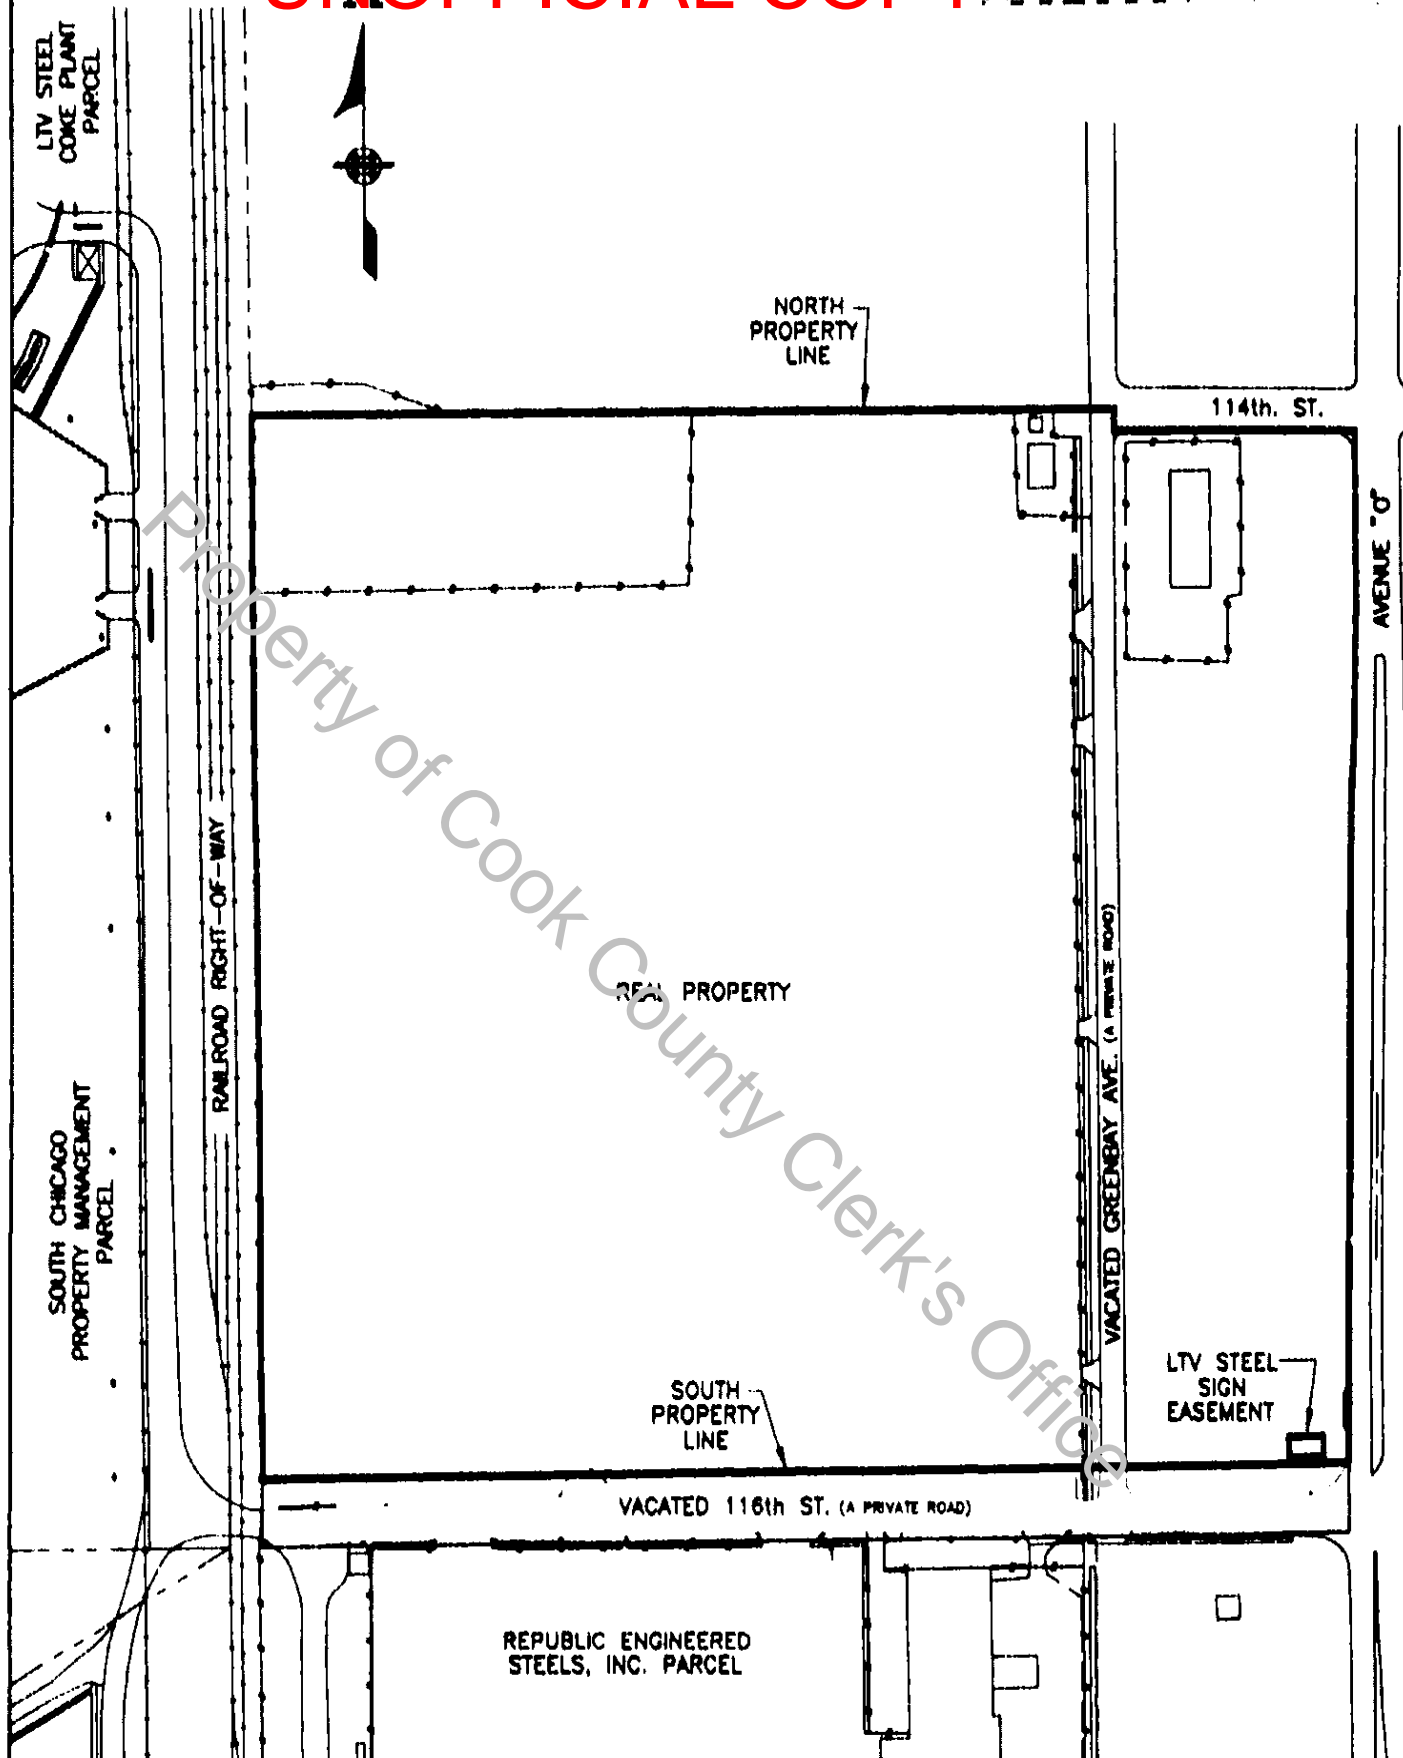 UNOFFICIAL COPY
LTV STEEL
COKE PLANT
PARCEL
NORTH
PROPERTY
LINE
114th. ST.
AVENUE "O"
Property of Cook County Clerk's Office
RAILROAD RIGHT-OF-WAY
REAL PROPERTY
VACATED GREENBAY AVE. (A PRIVATE ROAD)
SOUTH CHICAGO
PROPERTY MANAGEMENT
PARCEL
LTV STEEL
SIGN
EASEMENT
SOUTH
PROPERTY
LINE
VACATED 116th ST. (A PRIVATE ROAD)
REPUBLIC ENGINEERED
STEELS, INC. PARCEL